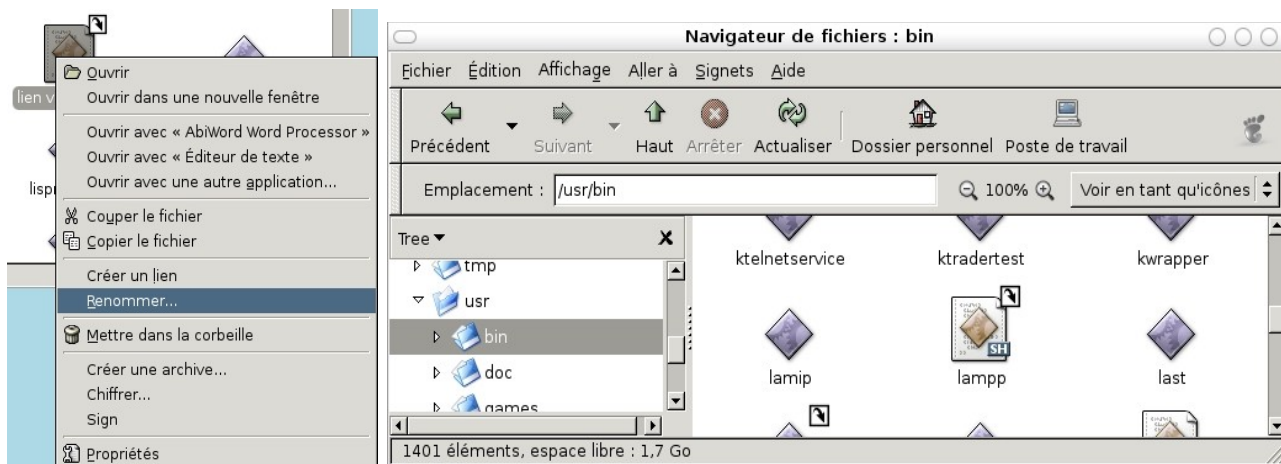 lien v
Ouvrir
Ouvrir dans une nouvelle fenêtre
Ouvrir avec « AbiWord Word Processor »
Ouvrir avec « Éditeur de texte »
Ouvrir avec une autre application...
lispr
Couper le fichier
Copier le fichier
Créer un lien
Renommer...
Mettre dans la corbeille
Créer une archive...
Chiffrer...
Sign
Propriétés
Navigateur de fichiers : bin
Fichier Édition Affichage Aller à Signets Aide
Précédent Suivant Haut Arrêter Actualiser Dossier personnel Poste de travail
Emplacement : /usr/bin 100% Voir en tant qu'icônes
Tree
tmp
usr
bin
doc
games
ktelnetservice ktradertest kwrapper
SH
lamip lampp last
1401 éléments, espace libre : 1,7 Go